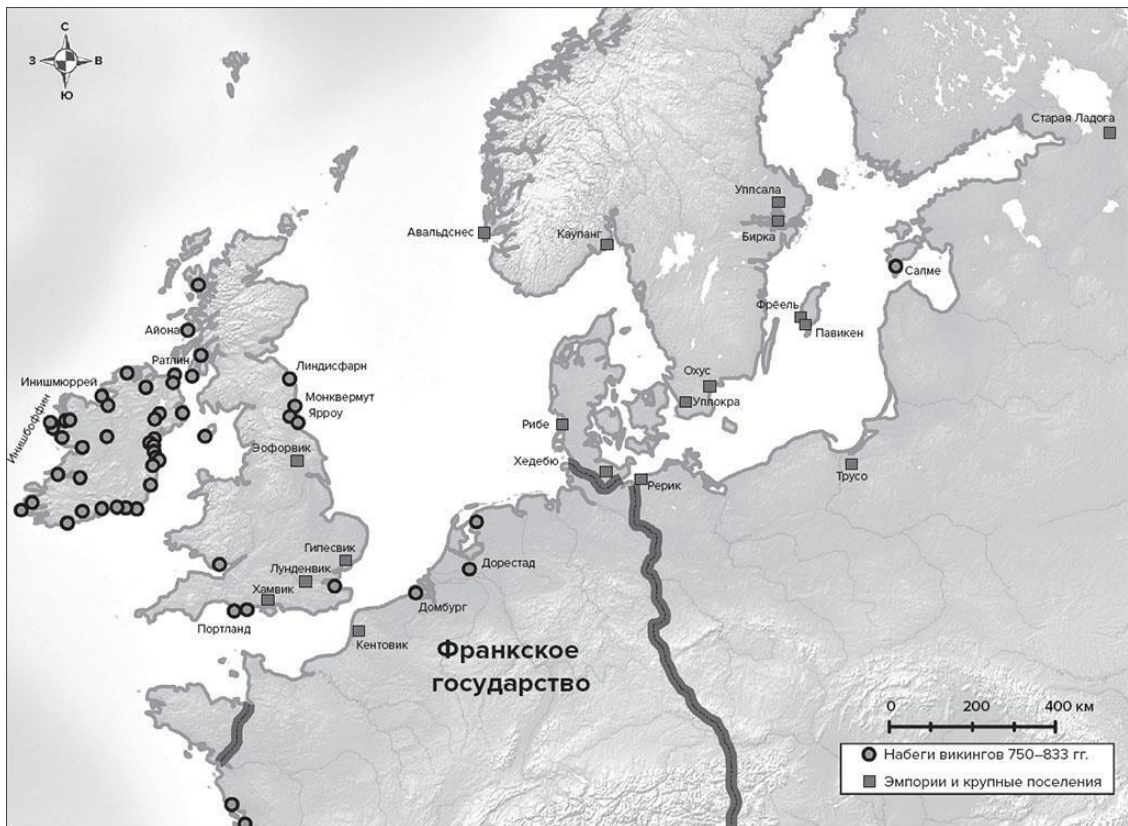 С
З
В
Ю
Старая Ладога
Уппсала
Бирка
Авальдснес
Каупанг
Салме
Фрёель
Павикен
Айона
Ратлин
Инишмюррей
Инишбоффин
Линдисфарн
Монквермут
Ярроу
Эофорвик
Охус
Уппокра
Рибе
Хедебю
Рерик
Трусо
Гипесвик
Лунденвик
Хамвик
Портланд
Дорестад
Домбург
Кентовик
Франкское
государство
0 200 400 км
Набеги викингов 750–833 гг.
Эмпории и крупные поселения